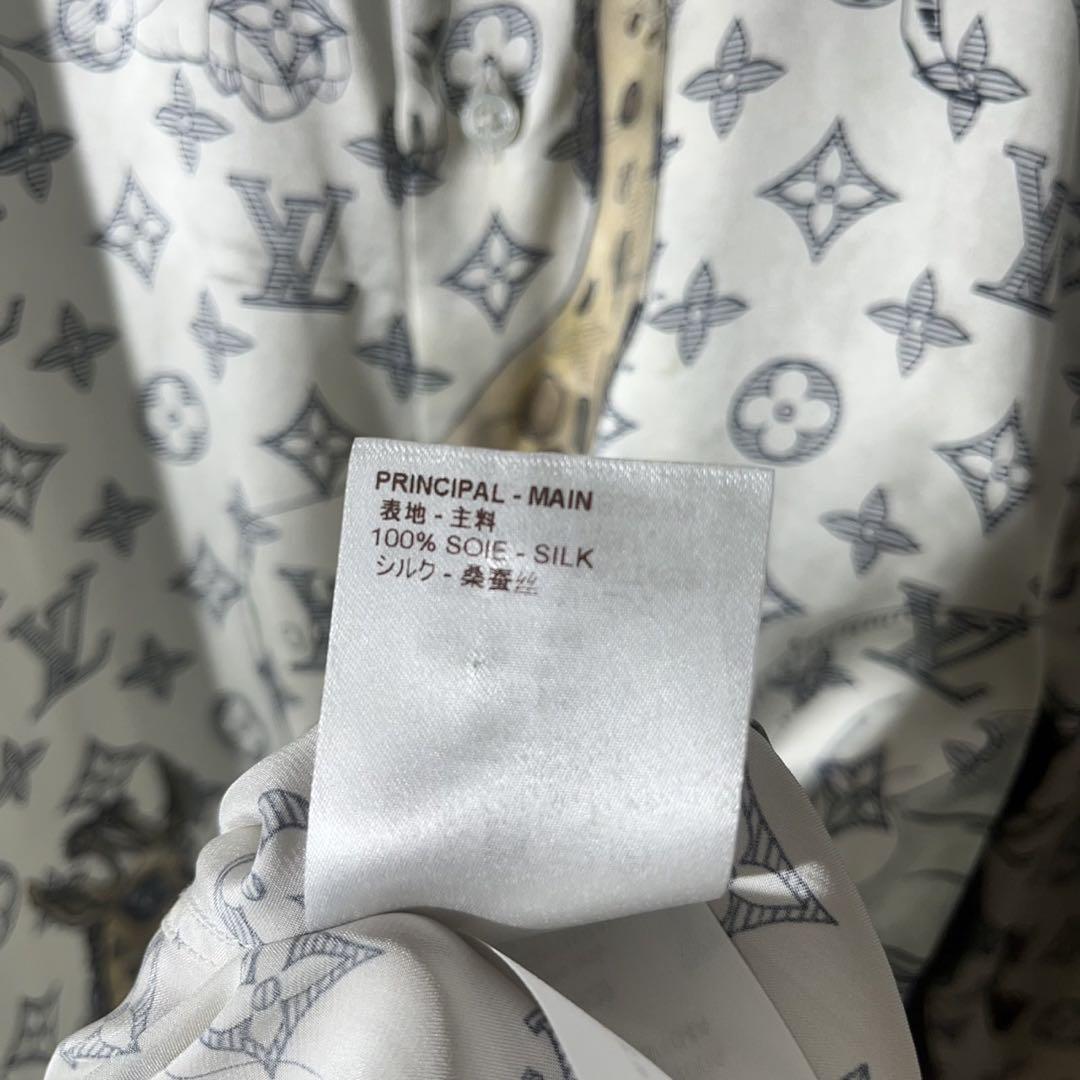 PRINCIPAL - MAIN
表地 - 主料
100% SOIE - SILK
シルク - 桑蚕丝